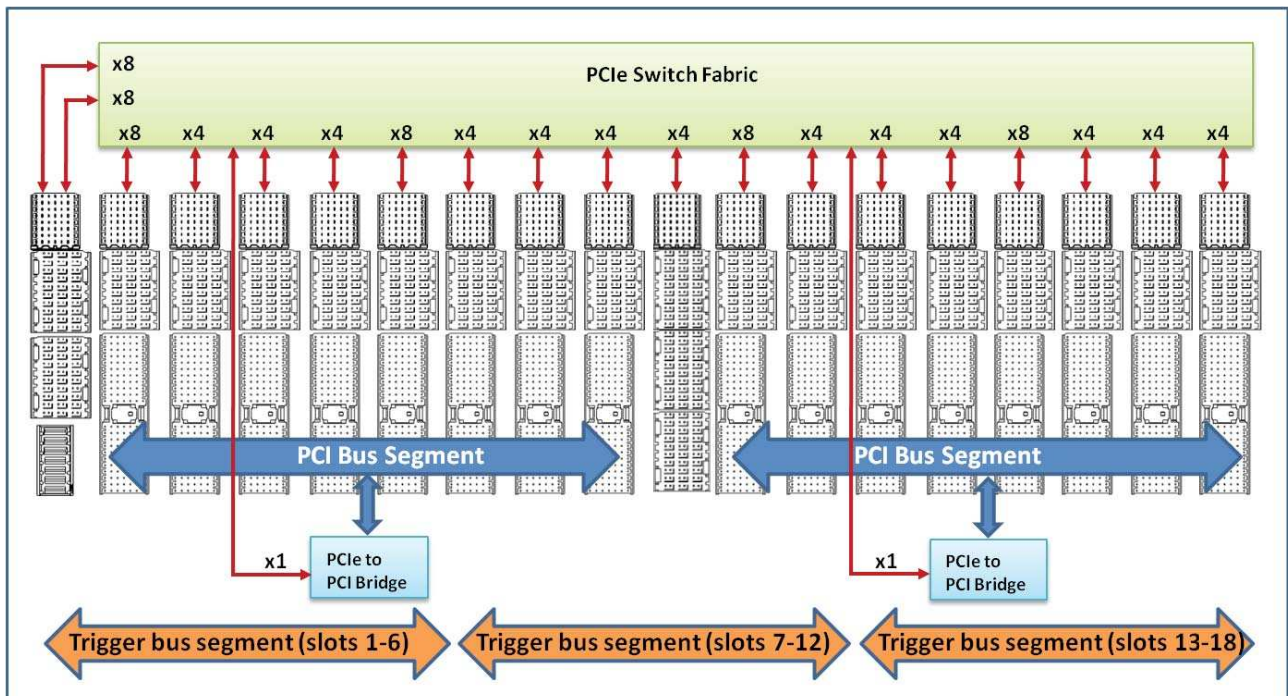 x8
PCIe Switch Fabric
x8
x8 x4 x4 x4 x8 x4 x4 x4 x4 x8 x4 x4 x4 x8 x4 x4 x4
PCI Bus Segment PCI Bus Segment
x1 PCIe to
PCI Bridge
x1 PCIe to
PCI Bridge
Trigger bus segment (slots 1-6) Trigger bus segment (slots 7-12) Trigger bus segment (slots 13-18)